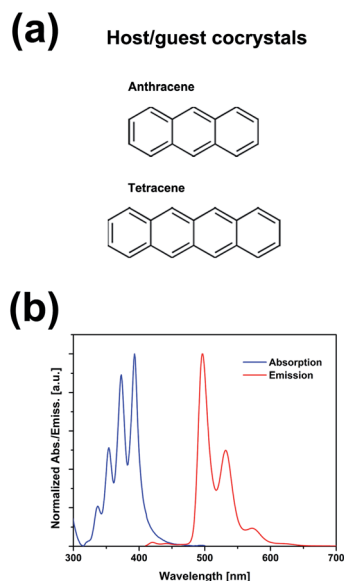 (a)
Host/guest cocrystals
Anthracene
Tetracene
(b)
Absorption
Emission
Normalized Abs./Emiss. [a.u.]
300 400 500 600 700
Wavelength [nm]